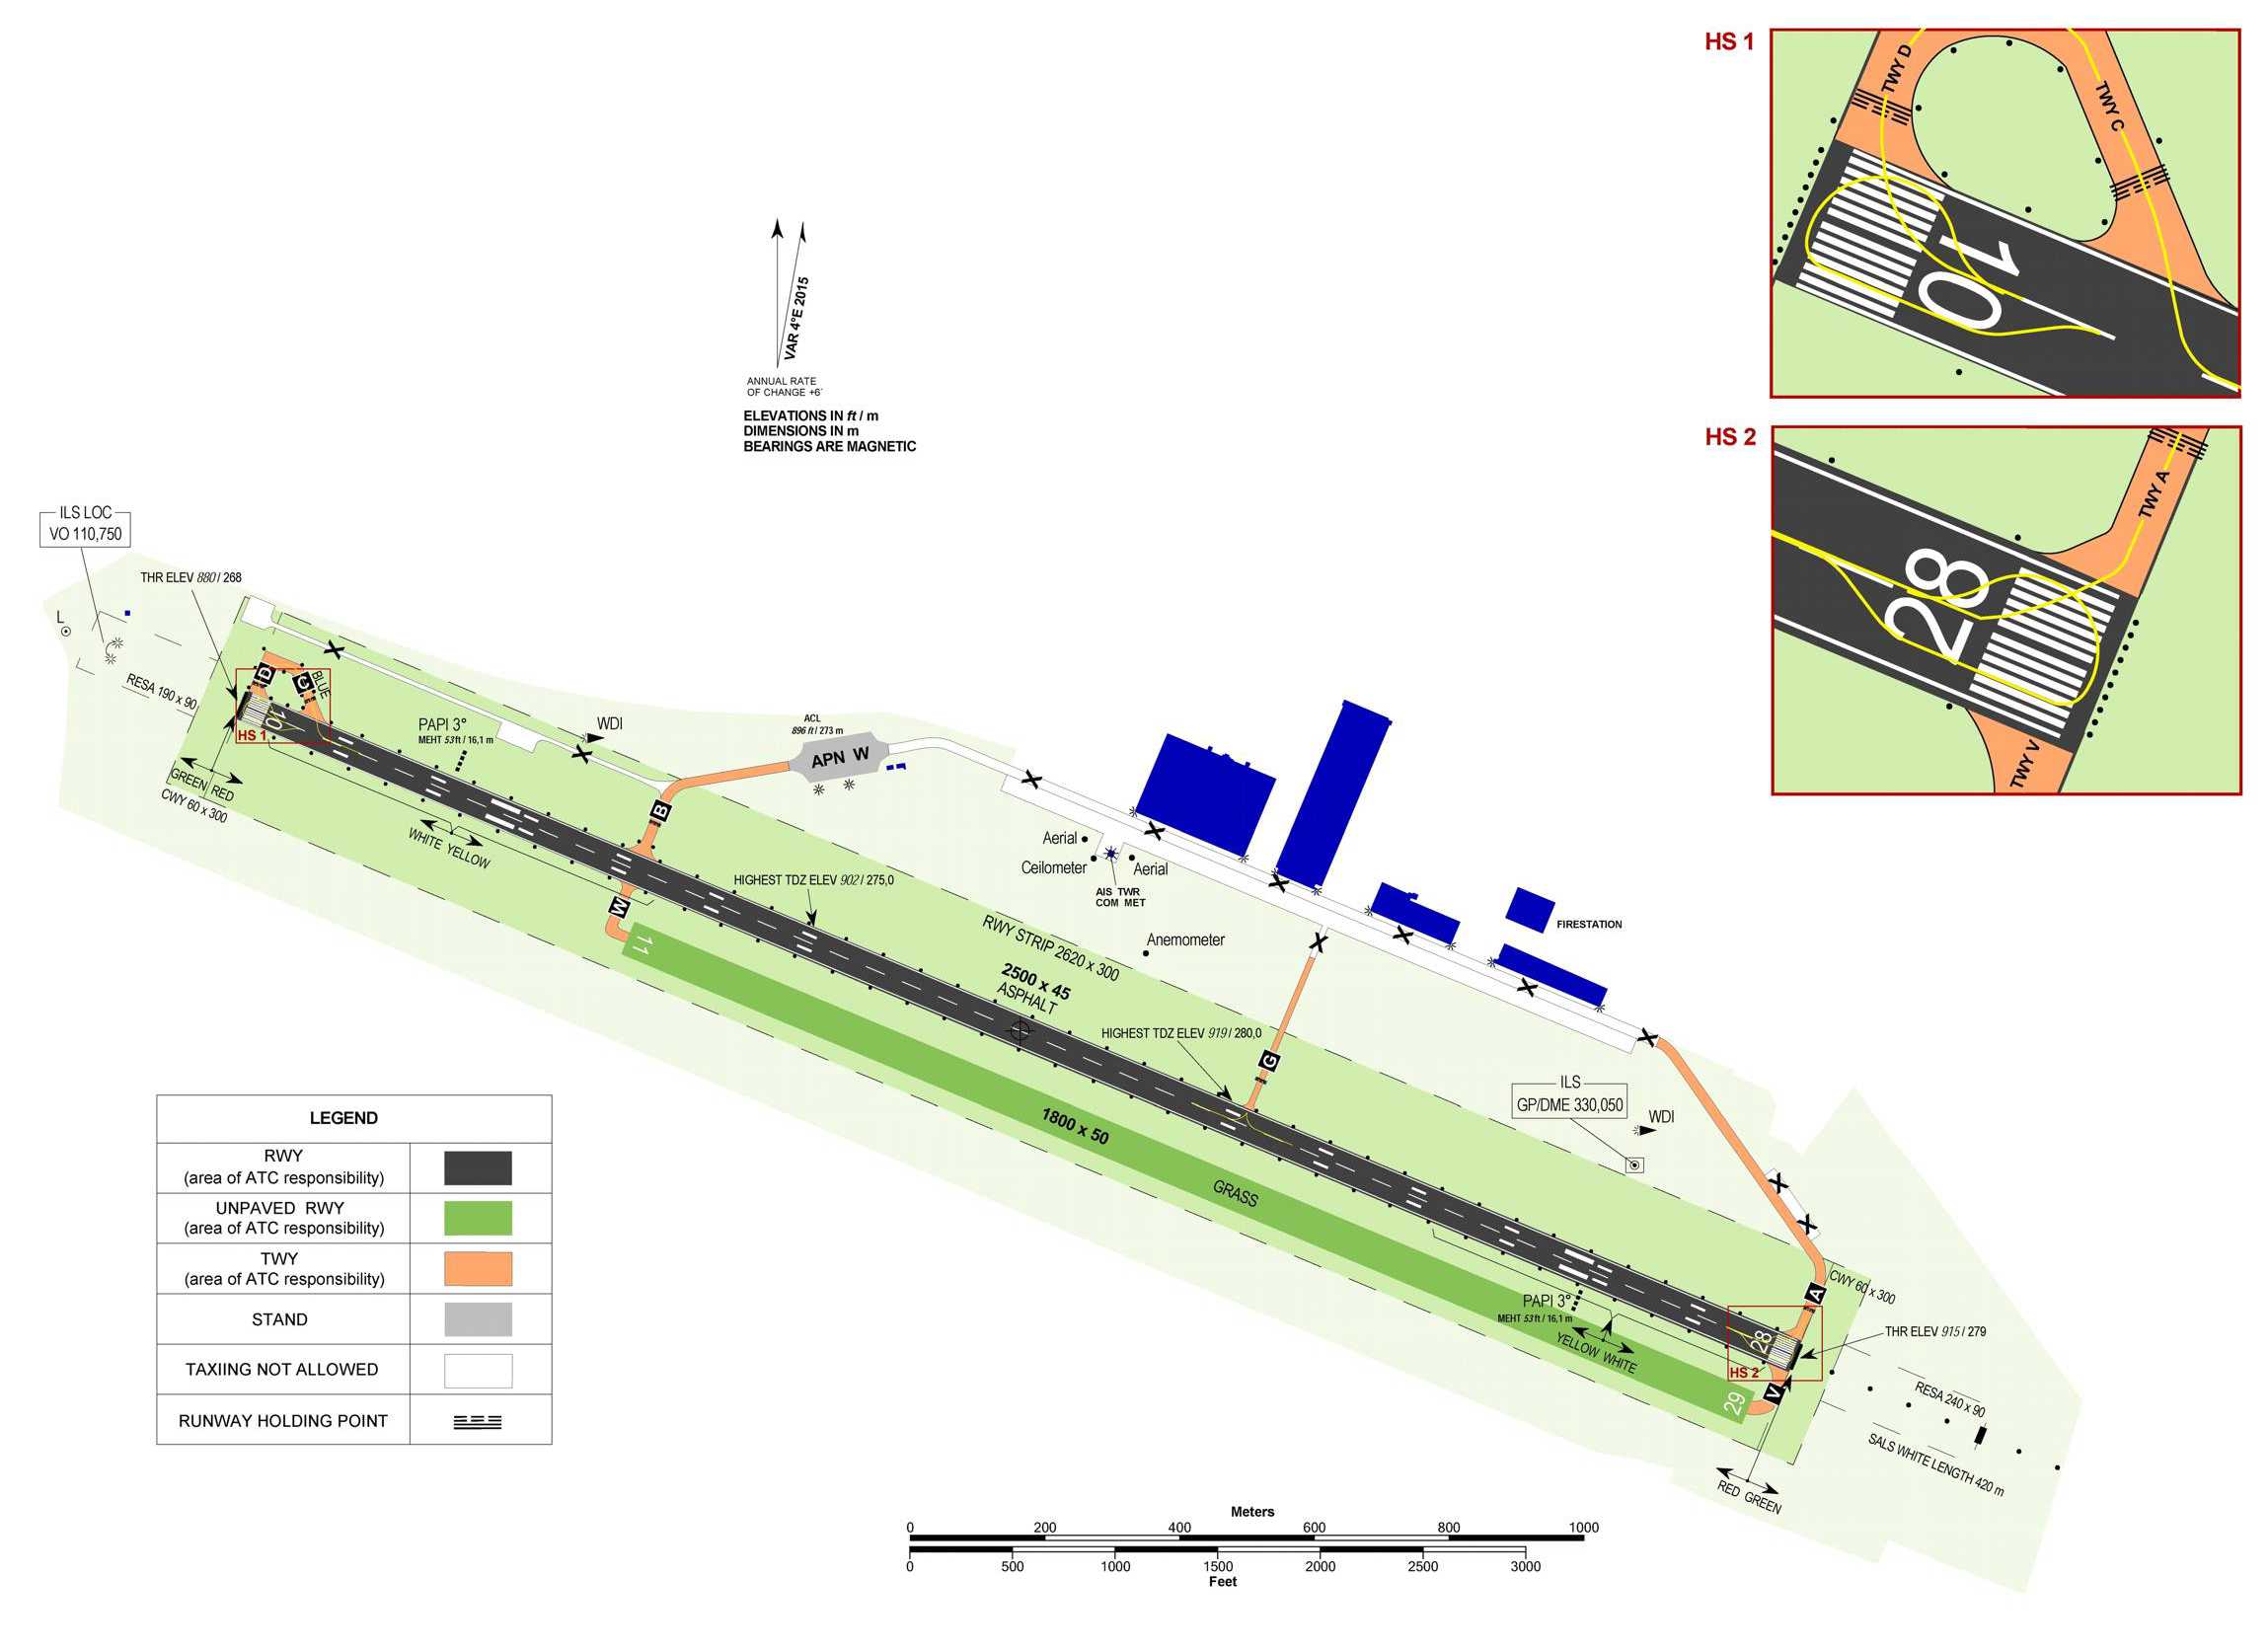 HS 1
TWY D
TWY C
10
HS 2
TWY A
28
TWY V
VAR 4°E 2015
ANNUAL RATE
OF CHANGE +6´
ELEVATIONS IN ft / m
DIMENSIONS IN m
BEARINGS ARE MAGNETIC
ILS LOC
VO 110,750
THR ELEV 880 / 268
L
RESA 190 x 90
D
C
BLUE
10
HS 1
GREEN RED
CWY 60 x 300
PAPI 3°
MEHT 53 ft / 16,1 m
WDI
WHITE YELLOW
B
W
11
ACL
896 ft / 273 m
APN W
HIGHEST TDZ ELEV 902 / 275,0
Aerial
Ceilometer
Aerial
AIS TWR
COM MET
Anemometer
FIRESTATION
RWY STRIP 2620 x 300
2500 x 45
ASPHALT
HIGHEST TDZ ELEV 919 / 280,0
G
1800 x 50
GRASS
ILS
GP/DME 330,050
WDI
PAPI 3°
MEHT 53 ft / 16,1 m
YELLOW WHITE
CWY 60 x 300
A
28
HS 2
V
29
THR ELEV 915 / 279
RESA 240 x 90
SALS WHITE LENGTH 420 m
RED GREEN
LEGEND
RWY
(area of ATC responsibility)
UNPAVED RWY
(area of ATC responsibility)
TWY
(area of ATC responsibility)
STAND
TAXIING NOT ALLOWED
RUNWAY HOLDING POINT
Meters
0 200 400 600 800 1000
0 500 1000 1500 2000 2500 3000
Feet